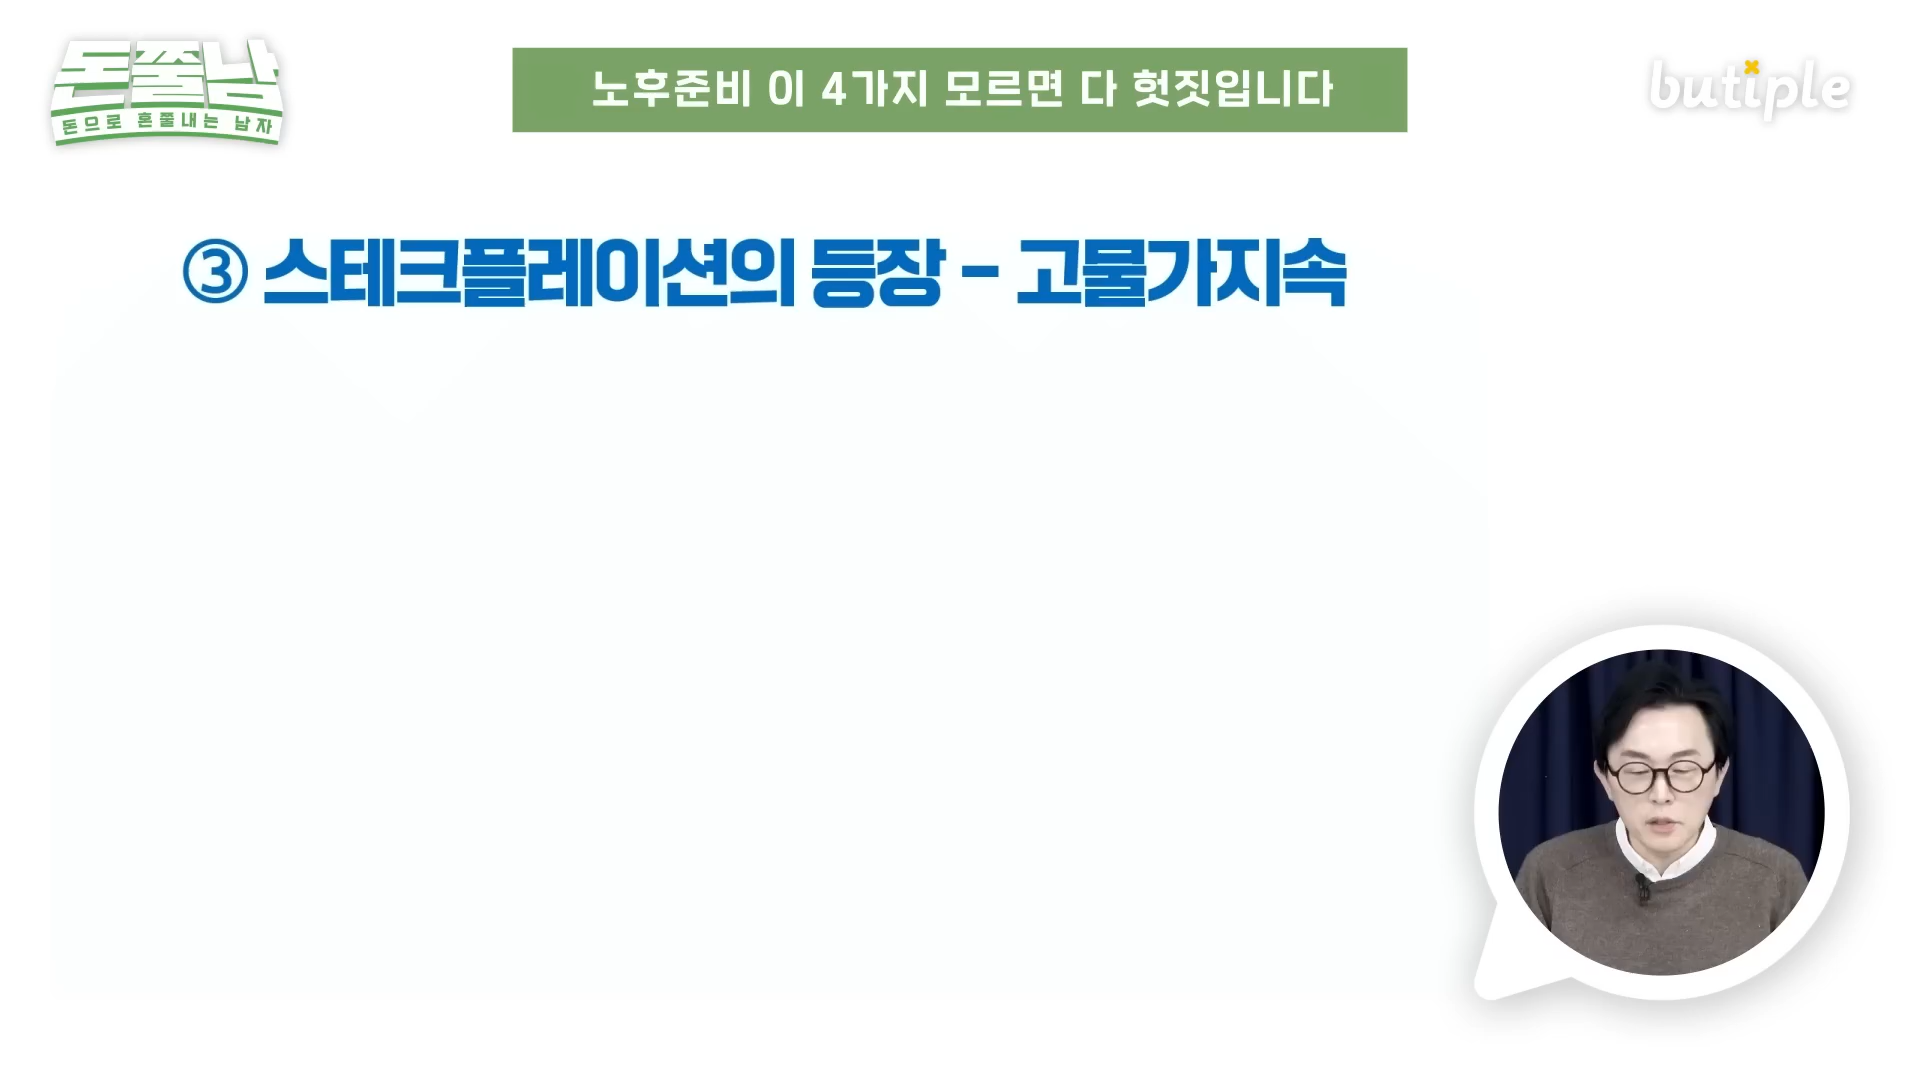 돈쭐남
돈으로 혼쭐내는 남자
노후준비 이 4가지 모르면 다 헛짓입니다
butiple
③ 스테크플레이션의 등장 - 고물가지속